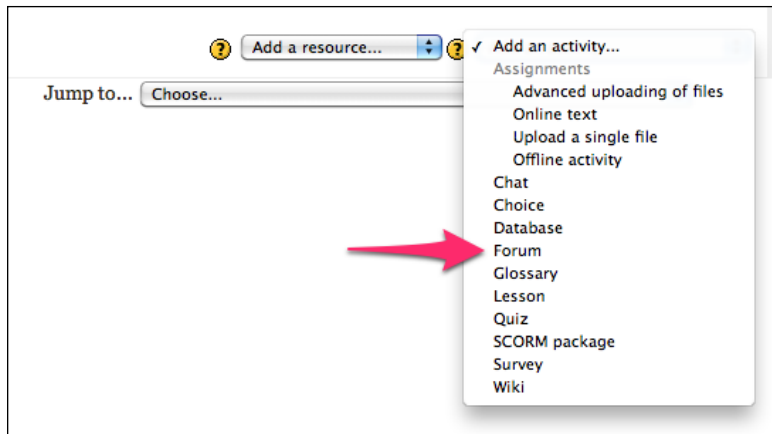 ? Add a resource... ? ✓ Add an activity...
Assignments
Advanced uploading of files
Jump to... Choose...
Online text
Upload a single file
Offline activity
Chat
Choice
Database
Forum
Glossary
Lesson
Quiz
SCORM package
Survey
Wiki